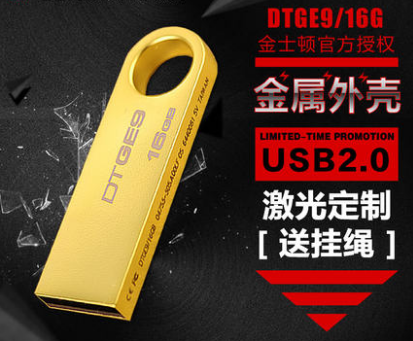 DTGE9/16G
金士顿官方授权
金属外壳
LIMITED-TIME PROMOTION
USB2.0
激光定制
[ 送挂绳 ]
DTGE9
16GB